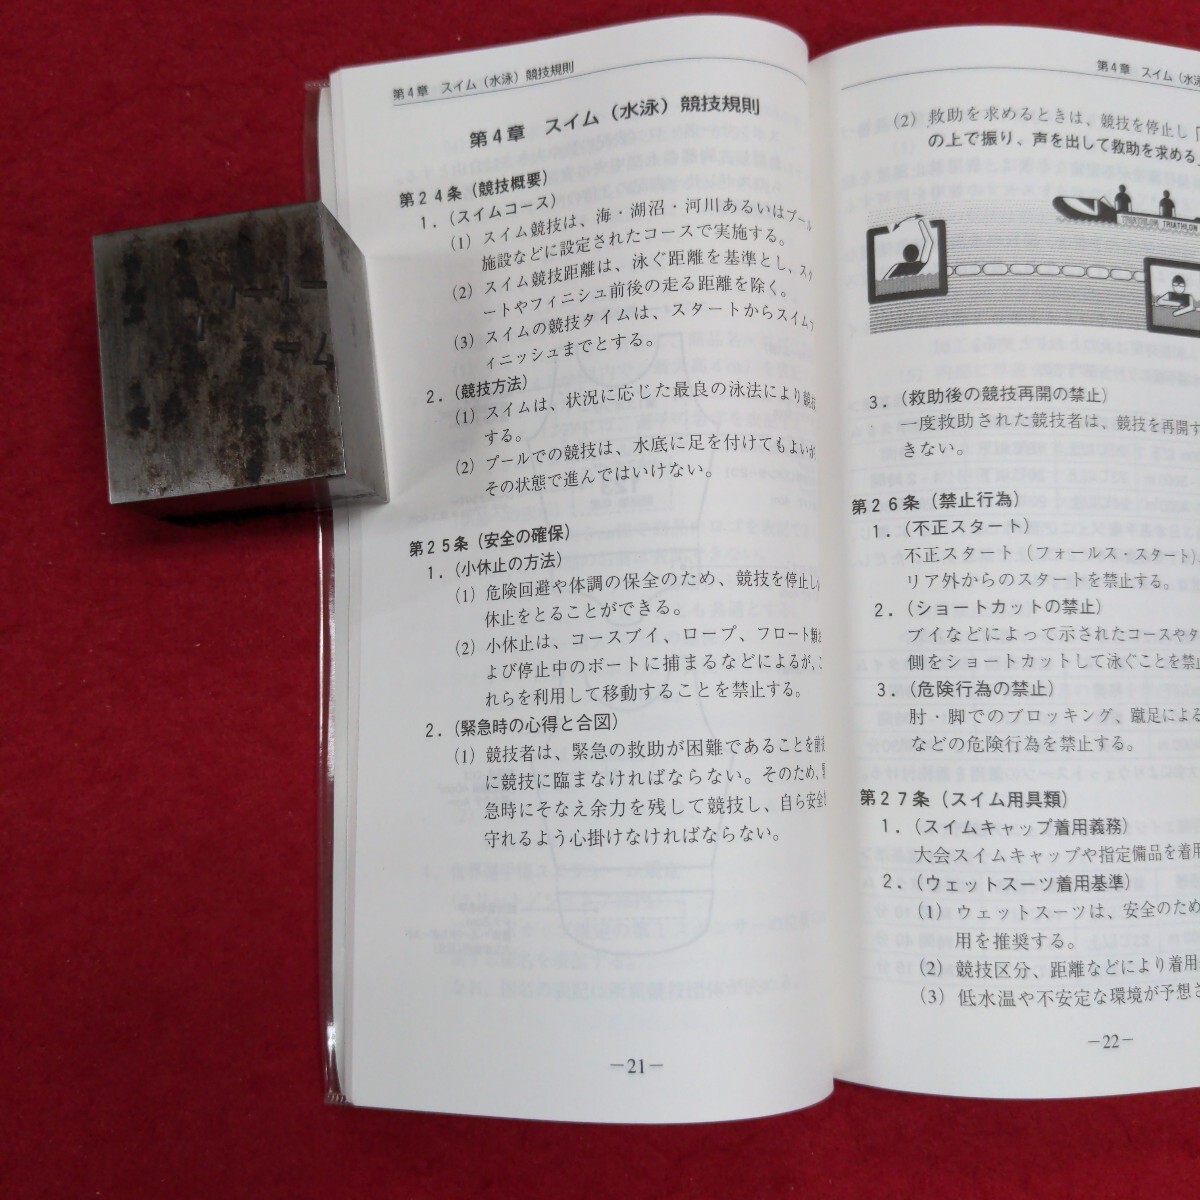 第4章　スイム（水泳）競技規則
第4章　スイム（水泳）競技規則
第24条（競技概要）
1．（スイムコース）
(1) スイム競技は、海・湖沼・河川あるいはプール
施設などに設定されたコースで実施する。
(2) スイム競技距離は、泳ぐ距離を基準とし、スタ
ートやフィニシュ前後の走る距離を除く。
(3) スイムの競技タイムは、スタートからスイムフ
ィニッシュまでとする。
2．（競技方法）
(1) スイムは、状況に応じた最良の泳法により競技
する。
(2) プールでの競技は、水底に足を付けてもよいが
その状態で進んではいけない。
第25条（安全の確保）
1．（小休止の方法）
(1) 危険回避や体調の保全のため、競技を停止し
休止をとることができる。
(2) 小休止は、コースブイ、ロープ、フロート類
よび停止中のボートに捕まるなどによるが、こ
れらを利用して移動することを禁止する。
2．（緊急時の心得と合図）
(1) 競技者は、緊急の救助が困難であることを前
に競技に臨まなければならない。そのため、緊
急時にそなえ余力を残して競技し、自ら安全
守れるよう心掛けなければならない。
－21－
第4章　スイム（水泳
(2) 救助を求めるときは、競技を停止し
の上で振り、声を出して救助を求める
TRIATHLON TRIATHLON
3．（救助後の競技再開の禁止）
一度救助された競技者は、競技を再開す
きない。
第26条（禁止行為）
1．（不正スタート）
不正スタート（フォールス・スタート）
リア外からのスタートを禁止する。
2．（ショートカットの禁止）
ブイなどによって示されたコースやタ
側をショートカットして泳ぐことを禁止
3．（危険行為の禁止）
肘・脚でのブロッキング、蹴足による
などの危険行為を禁止する。
第27条（スイム用具類）
1．（スイムキャップ着用義務）
大会スイムキャップや指定備品を着用
2．（ウェットスーツ着用基準）
(1) ウェットスーツは、安全のため
用を推奨する。
(2) 競技区分、距離などにより着用
(3) 低水温や不安定な環境が予想さ
－22－